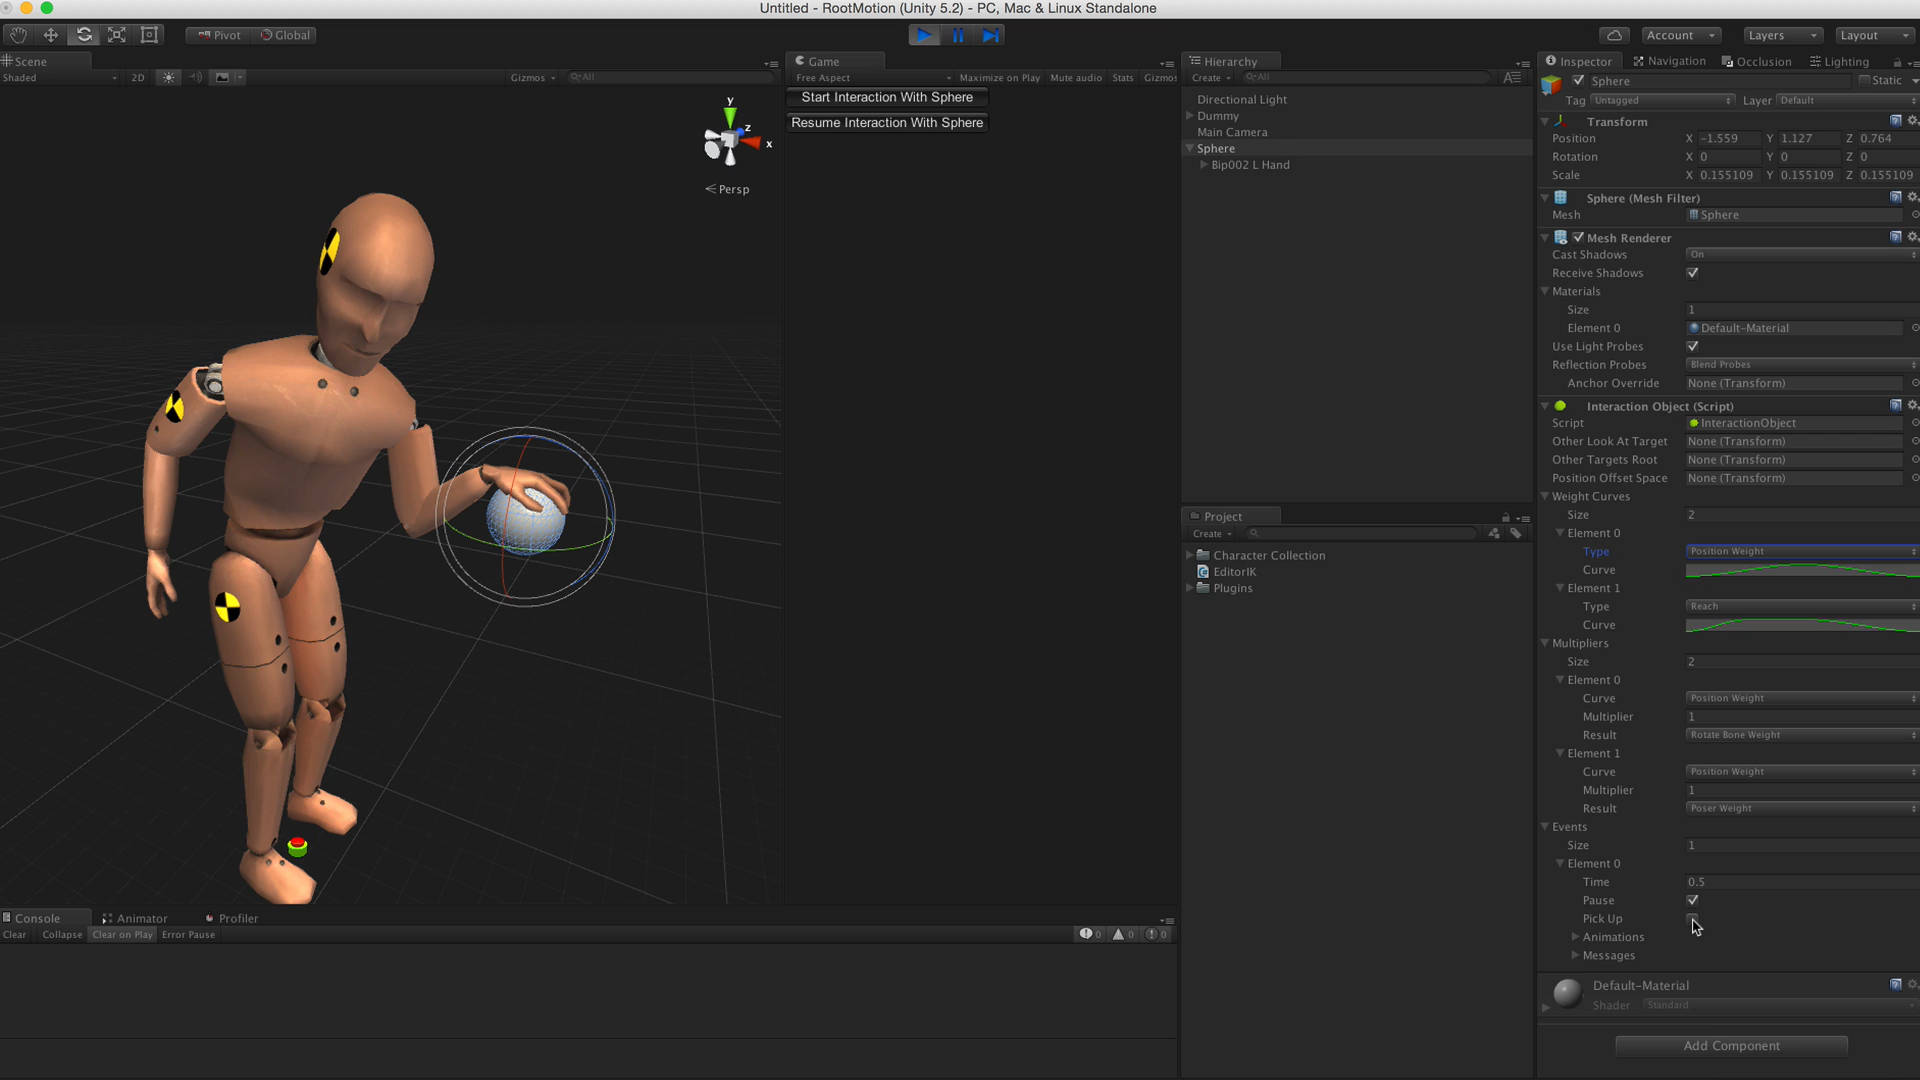 Untitled - RootMotion (Unity 5.2) - PC, Mac & Linux Standalone
Pivot Global Account Layers Layout
Scene
Shaded 2D Gizmos All
y
z
x
Persp
Game
Free Aspect Maximize on Play Mute audio Stats Gizmos
Start Interaction With Sphere
Resume Interaction With Sphere
Hierarchy
Create All
Directional Light
Dummy
Main Camera
Sphere
Bip002 L Hand
Project
Create
Character Collection
EditorIK
Plugins
Console Animator Profiler
Clear Collapse Clear on Play Error Pause 0 0 0
Inspector Navigation Occlusion Lighting
Sphere Static
Tag Untagged Layer Default
Transform
Position X -1.559 Y 1.127 Z 0.764
Rotation X 0 Y 0 Z 0
Scale X 0.155109 Y 0.155109 Z 0.155109
Sphere (Mesh Filter)
Mesh Sphere
Mesh Renderer
Cast Shadows On
Receive Shadows
Materials
Size 1
Element 0 Default-Material
Use Light Probes
Reflection Probes Blend Probes
Anchor Override None (Transform)
Interaction Object (Script)
Script InteractionObject
Other Look At Target None (Transform)
Other Targets Root None (Transform)
Position Offset Space None (Transform)
Weight Curves
Size 2
Element 0
Type Position Weight
Curve
Element 1
Type Reach
Curve
Multipliers
Size 2
Element 0
Curve Position Weight
Multiplier 1
Result Rotate Bone Weight
Element 1
Curve Position Weight
Multiplier 1
Result Poser Weight
Events
Size 1
Element 0
Time 0.5
Pause
Pick Up
Animations
Messages
Default-Material
Shader Standard
Add Component